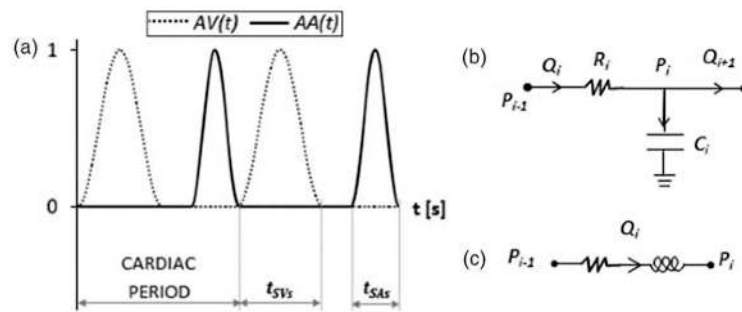 (a)
AV(t) AA(t)
1
0
t [s]
CARDIAC
PERIOD
tSVs
tSAs
(b)
Qi
Ri
Pi
Qi+1
Pi-1
Ci
(c)
Qi
Pi-1
Pi